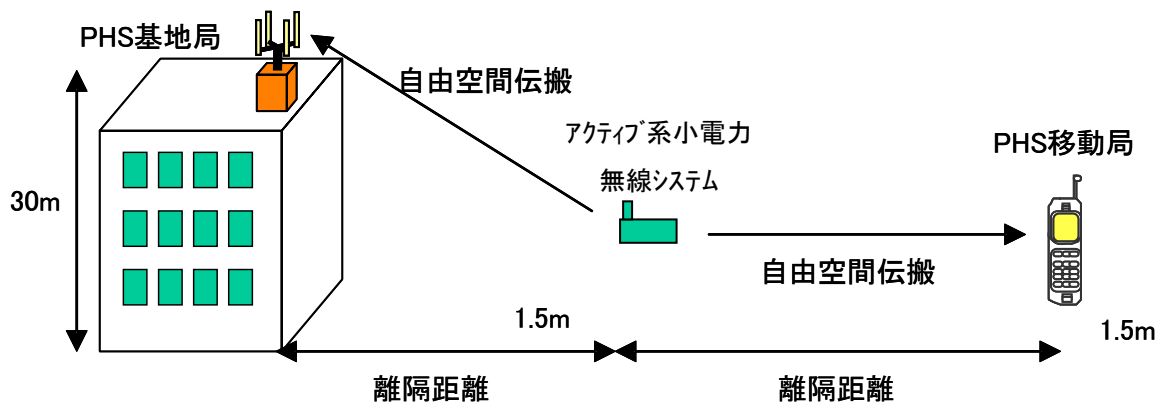 PHS基地局
自由空間伝搬
ｱｸﾃｨﾌﾞ系小電力
無線ｼｽﾃﾑ
PHS移動局
30m
自由空間伝搬
1.5m
1.5m
離隔距離
離隔距離